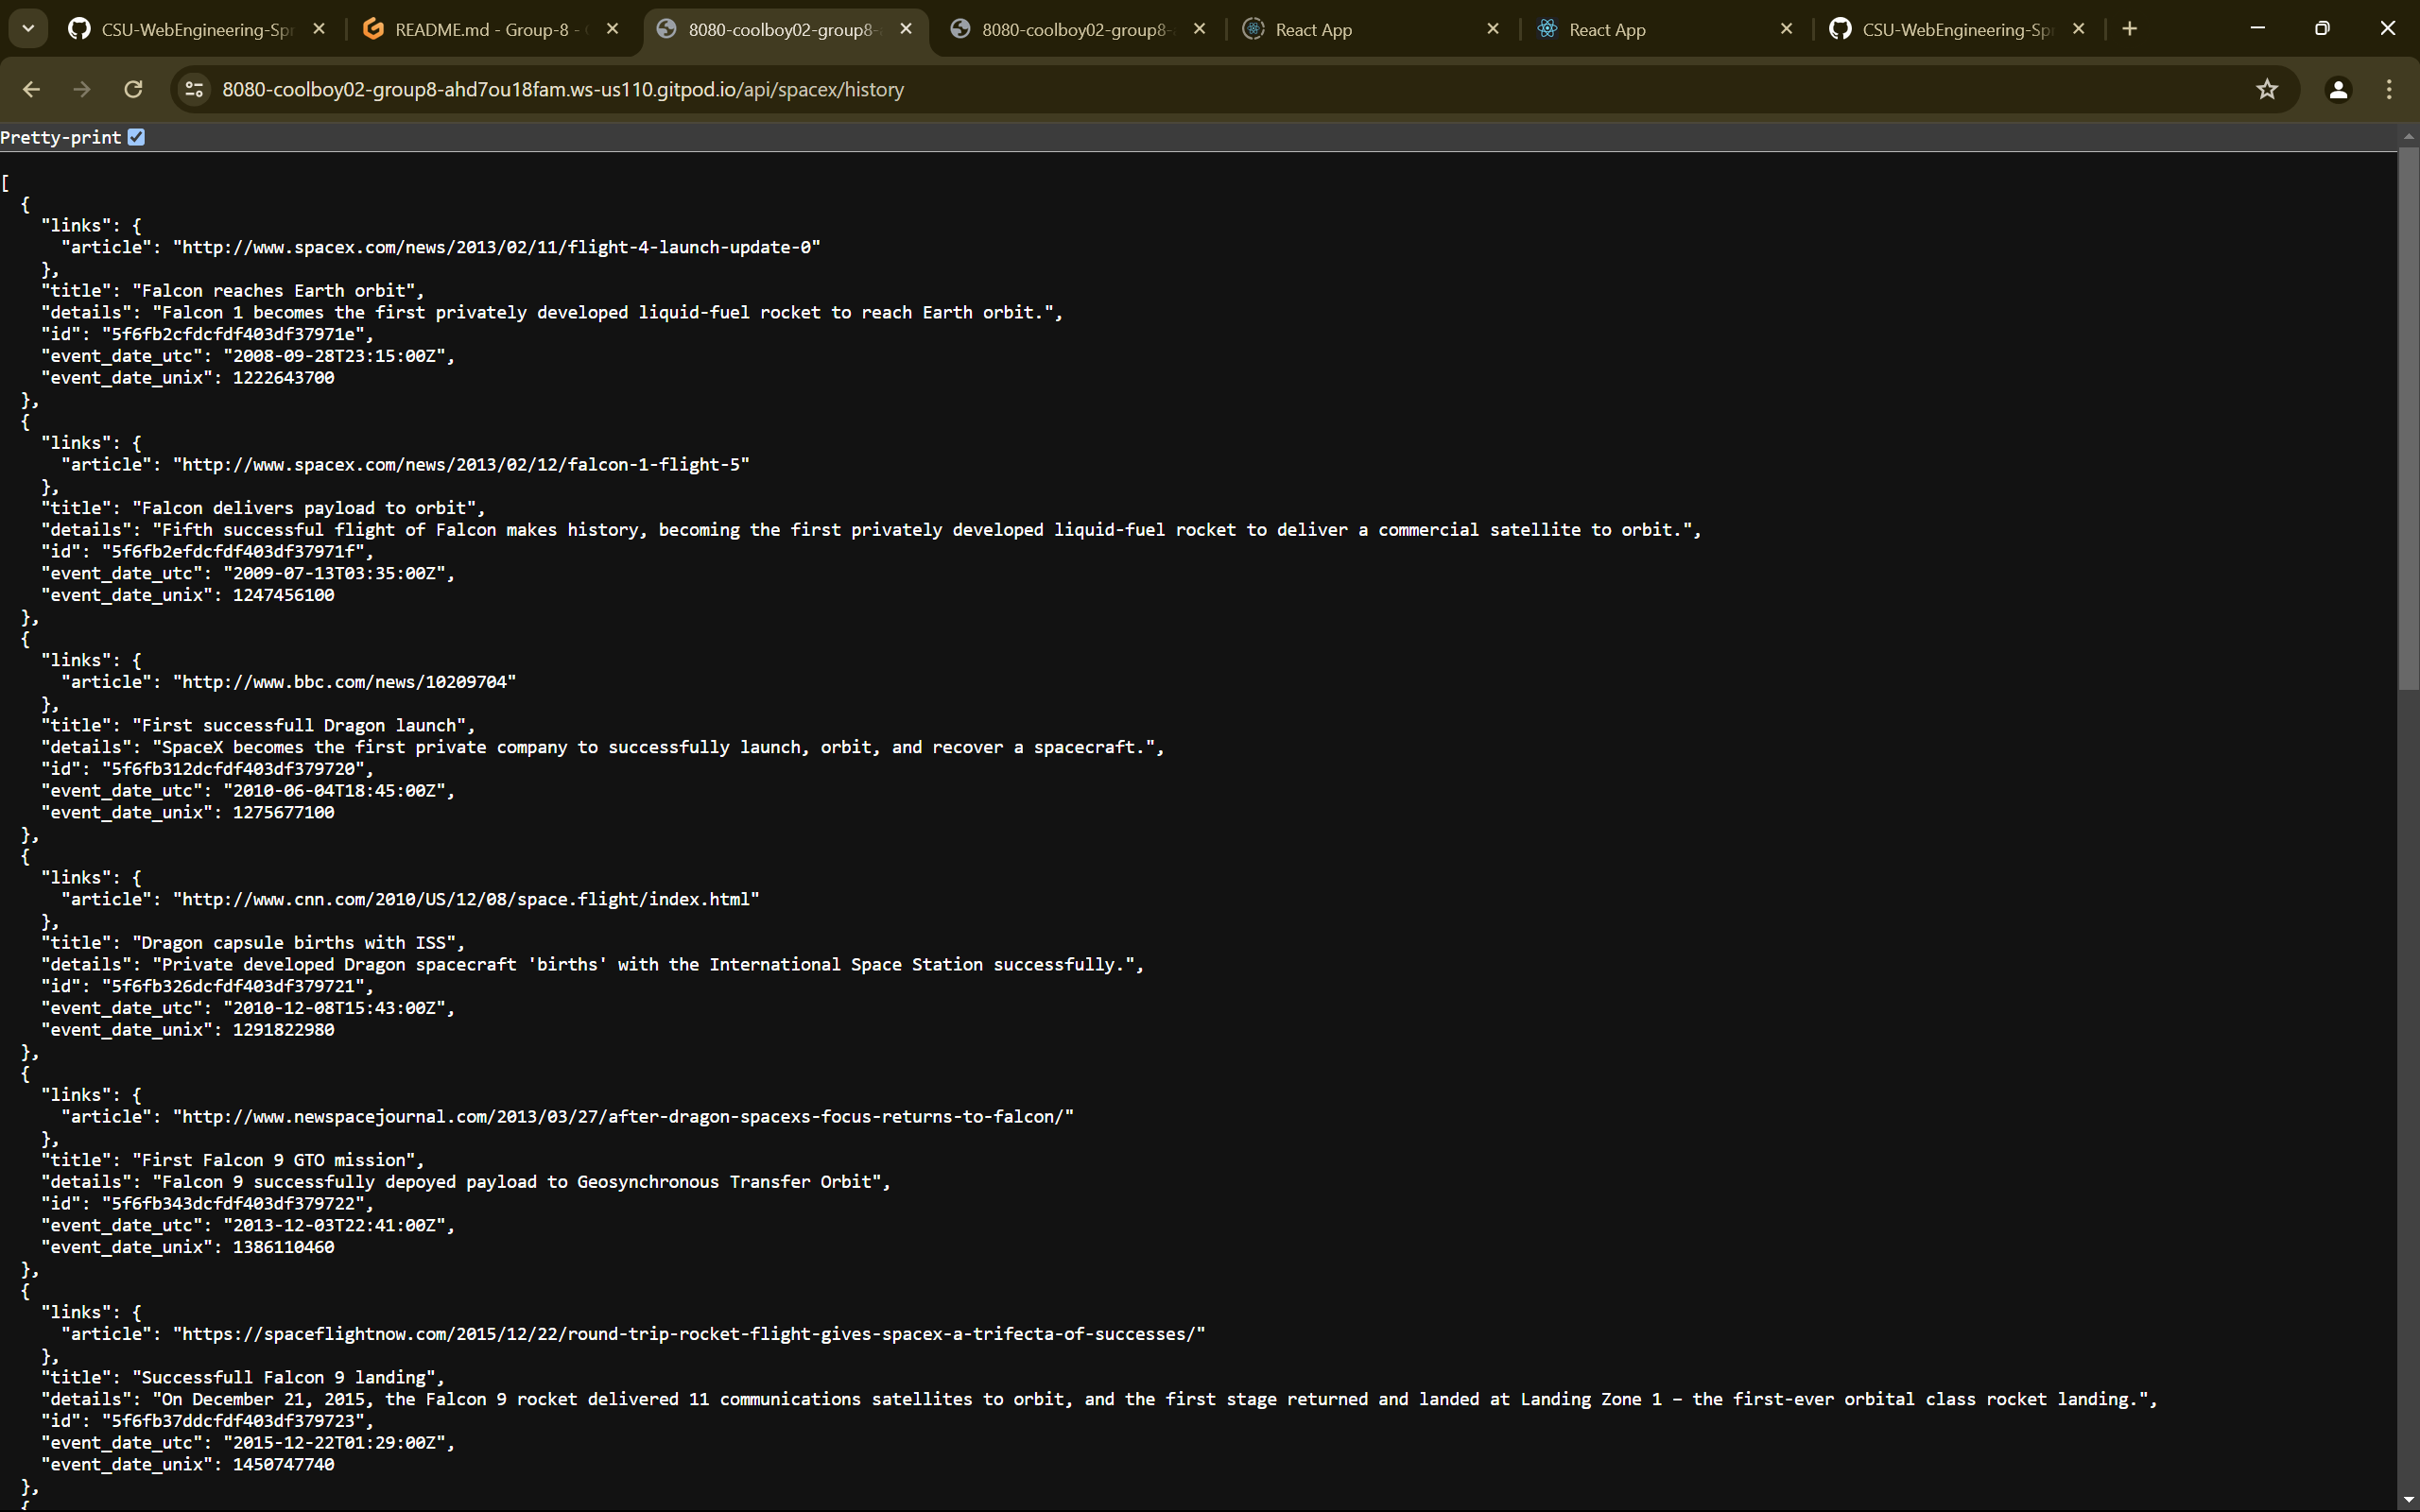 CSU-WebEngineering-Spr
README.md - Group-8 -
8080-coolboy02-group8-
8080-coolboy02-group8-
React App
React App
CSU-WebEngineering-Spr
8080-coolboy02-group8-ahd7ou18fam.ws-us110.gitpod.io/api/spacex/history
Pretty-print
[
{
"links": {
"article": "http://www.spacex.com/news/2013/02/11/flight-4-launch-update-0"
},
"title": "Falcon reaches Earth orbit",
"details": "Falcon 1 becomes the first privately developed liquid-fuel rocket to reach Earth orbit.",
"id": "5f6fb2cfdcfdf403df37971e",
"event_date_utc": "2008-09-28T23:15:00Z",
"event_date_unix": 1222643700
},
{
"links": {
"article": "http://www.spacex.com/news/2013/02/12/falcon-1-flight-5"
},
"title": "Falcon delivers payload to orbit",
"details": "Fifth successful flight of Falcon makes history, becoming the first privately developed liquid-fuel rocket to deliver a commercial satellite to orbit.",
"id": "5f6fb2efdcfdf403df37971f",
"event_date_utc": "2009-07-13T03:35:00Z",
"event_date_unix": 1247456100
},
{
"links": {
"article": "http://www.bbc.com/news/10209704"
},
"title": "First successfull Dragon launch",
"details": "SpaceX becomes the first private company to successfully launch, orbit, and recover a spacecraft.",
"id": "5f6fb312dcfdf403df379720",
"event_date_utc": "2010-06-04T18:45:00Z",
"event_date_unix": 1275677100
},
{
"links": {
"article": "http://www.cnn.com/2010/US/12/08/space.flight/index.html"
},
"title": "Dragon capsule births with ISS",
"details": "Private developed Dragon spacecraft 'births' with the International Space Station successfully.",
"id": "5f6fb326dcfdf403df379721",
"event_date_utc": "2010-12-08T15:43:00Z",
"event_date_unix": 1291822980
},
{
"links": {
"article": "http://www.newspacejournal.com/2013/03/27/after-dragon-spacexs-focus-returns-to-falcon/"
},
"title": "First Falcon 9 GTO mission",
"details": "Falcon 9 successfully depoyed payload to Geosynchronous Transfer Orbit",
"id": "5f6fb343dcfdf403df379722",
"event_date_utc": "2013-12-03T22:41:00Z",
"event_date_unix": 1386110460
},
{
"links": {
"article": "https://spaceflightnow.com/2015/12/22/round-trip-rocket-flight-gives-spacex-a-trifecta-of-successes/"
},
"title": "Successfull Falcon 9 landing",
"details": "On December 21, 2015, the Falcon 9 rocket delivered 11 communications satellites to orbit, and the first stage returned and landed at Landing Zone 1 – the first-ever orbital class rocket landing.",
"id": "5f6fb37ddcfdf403df379723",
"event_date_utc": "2015-12-22T01:29:00Z",
"event_date_unix": 1450747740
},
{